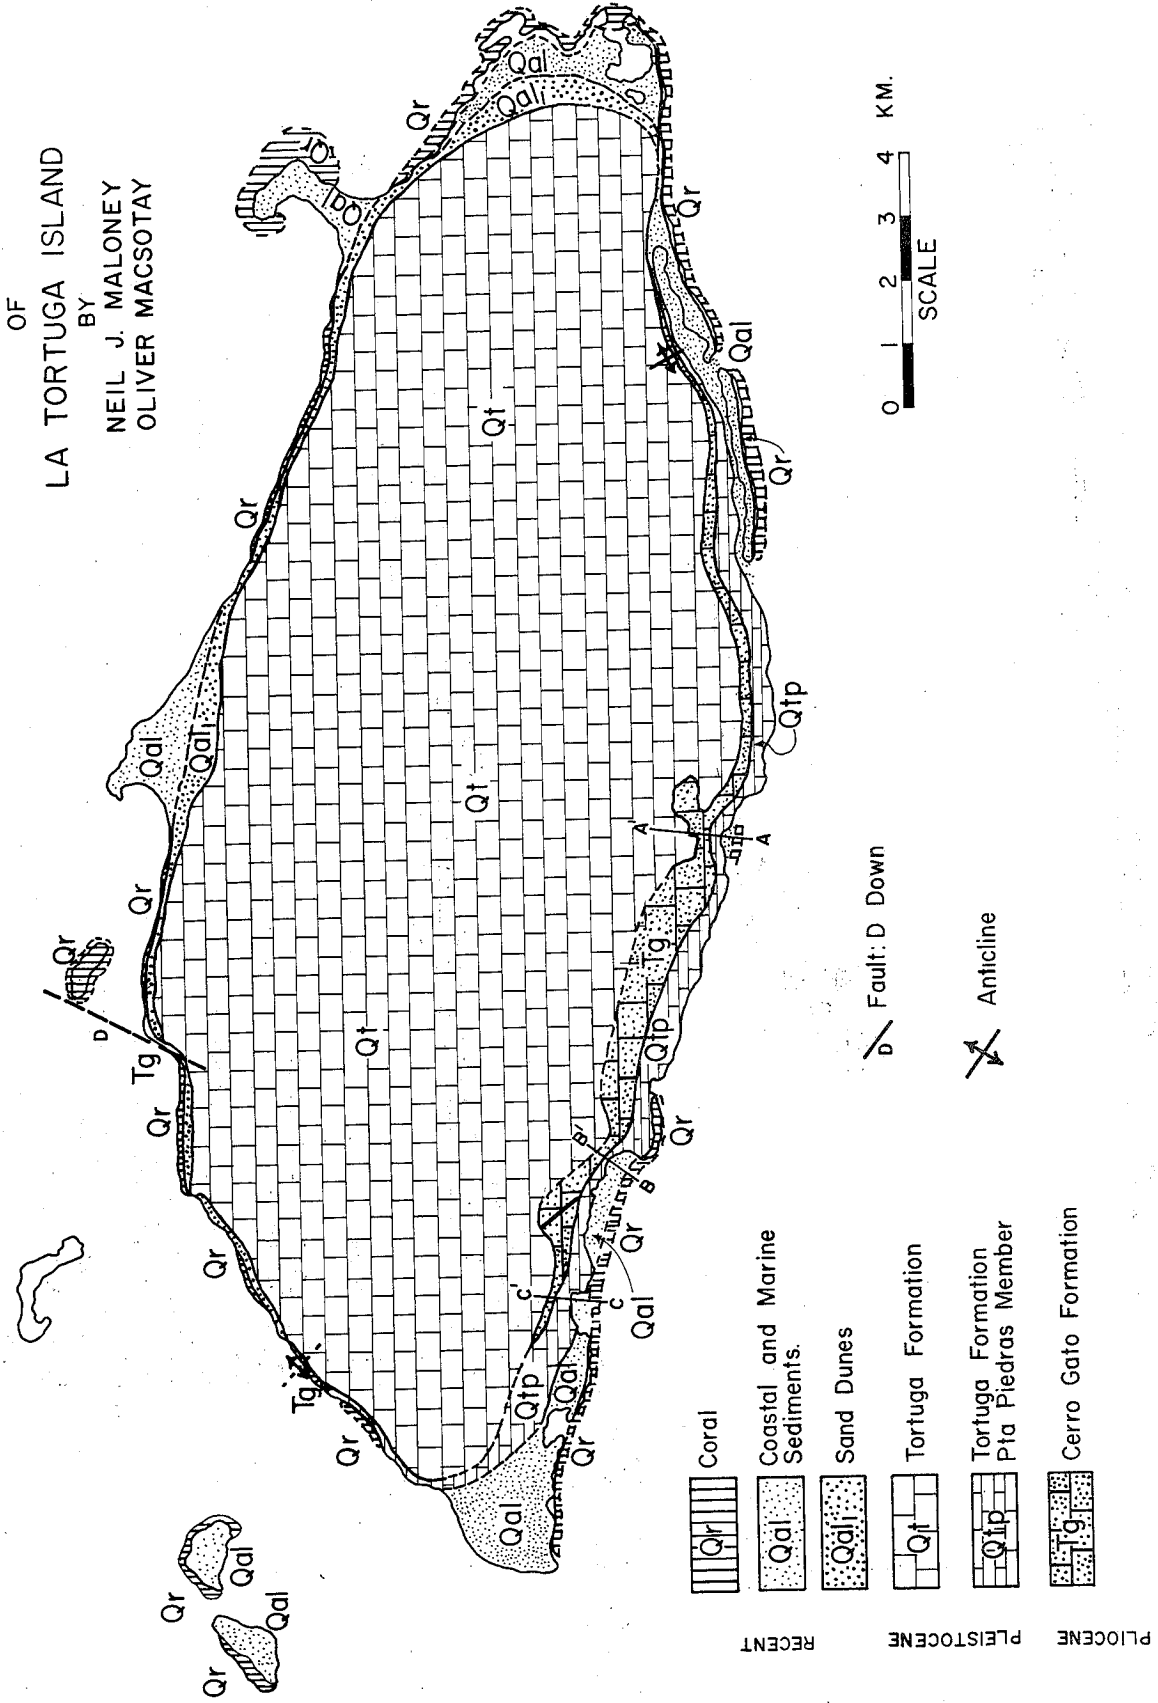 OF
LA TORTUGA ISLAND
BY
NEIL J. MALONEY
OLIVER MACSOTAY
Qr
Qal
Qr
Qal
Qr
Tg
Qr
Qr
Tg
D
Qr
Qr
Qal
Qal1
Qr
Qal
Qr
Qr
Qal1
Qal
Qt
Qt
Qt
Qal
Qr
Qtp
Qal
C'
C
Qal
Qr
B'
B
Qr
Qtp
Tg
A'
A
Qtp
Qr
Qal
Qr
0 1 2 3 4 KM.
SCALE
D Fault: D Down
Anticline
RECENT
Qr Coral
Qal Coastal and Marine
Sediments.
Qal1 Sand Dunes
PLEISTOCENE
Qt Tortuga Formation
Qtp Tortuga Formation
Pta Piedras Member
PLIOCENE
Tg Cerro Gato Formation